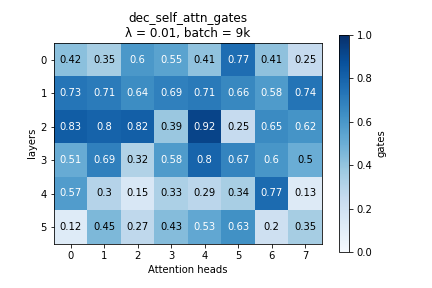 dec_self_attn_gates
λ = 0.01, batch = 9k
0 0.42 0.35 0.6 0.55 0.41 0.77 0.41 0.25
1 0.73 0.71 0.64 0.69 0.71 0.66 0.58 0.74
2 0.83 0.8 0.82 0.39 0.92 0.25 0.65 0.62
3 0.51 0.69 0.32 0.58 0.8 0.67 0.6 0.5
4 0.57 0.3 0.15 0.33 0.29 0.34 0.77 0.13
5 0.12 0.45 0.27 0.43 0.53 0.63 0.2 0.35
0 1 2 3 4 5 6 7
Attention heads
layers
1.0
0.8
0.6
0.4
0.2
0.0
gates